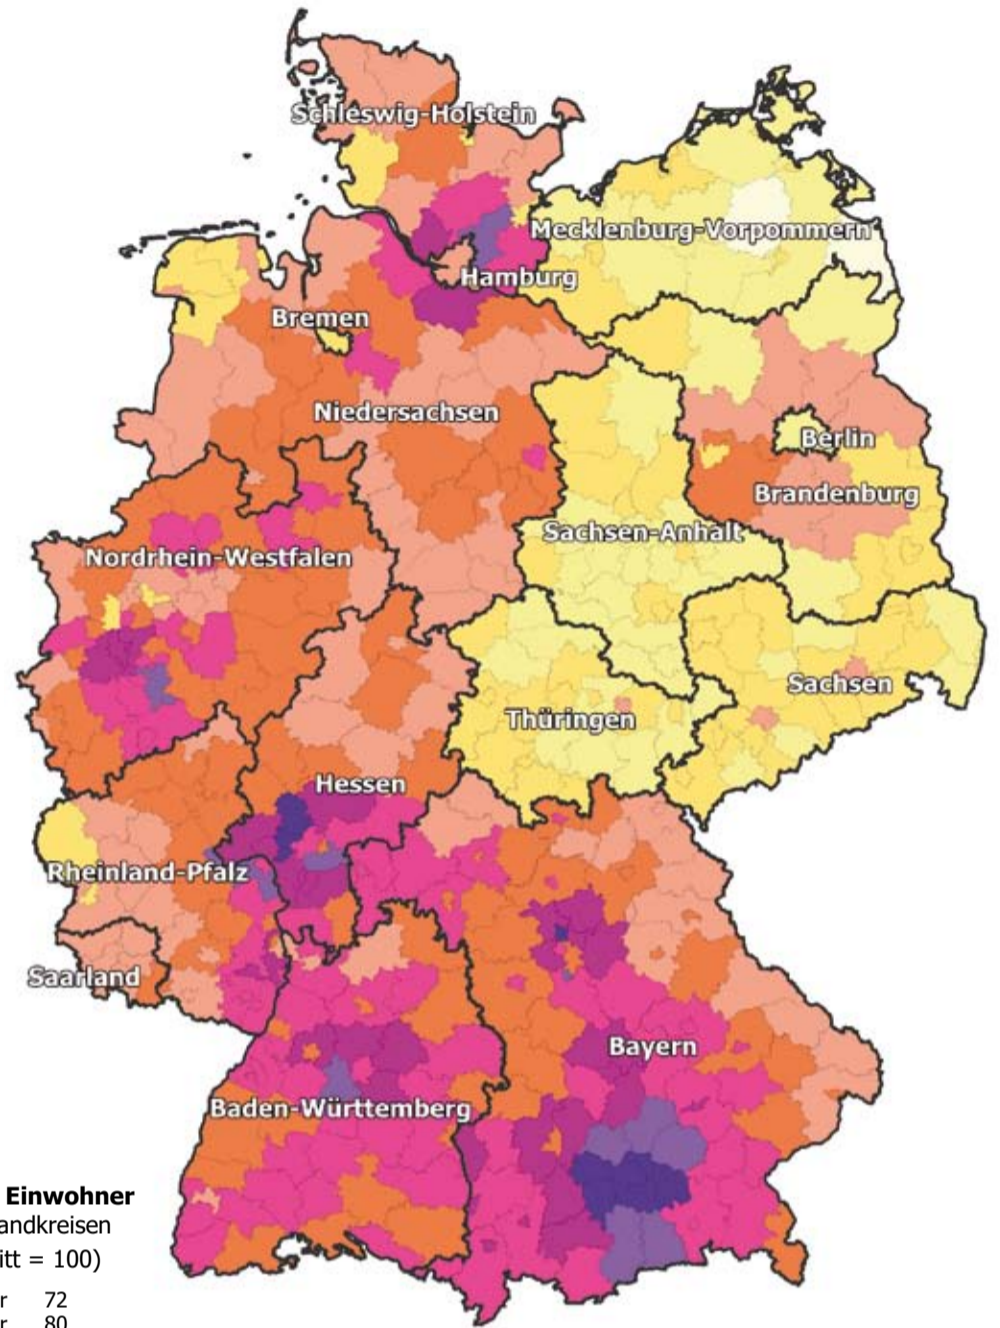 Schleswig-Holstein
Mecklenburg-Vorpommern
Hamburg
Bremen
Niedersachsen
Berlin
Brandenburg
Sachsen-Anhalt
Nordrhein-Westfalen
Sachsen
Thüringen
Hessen
Rheinland-Pfalz
Saarland
Bayern
Baden-Württemberg
Einwohner
andkreisen
itt = 100)
r 72
r 80